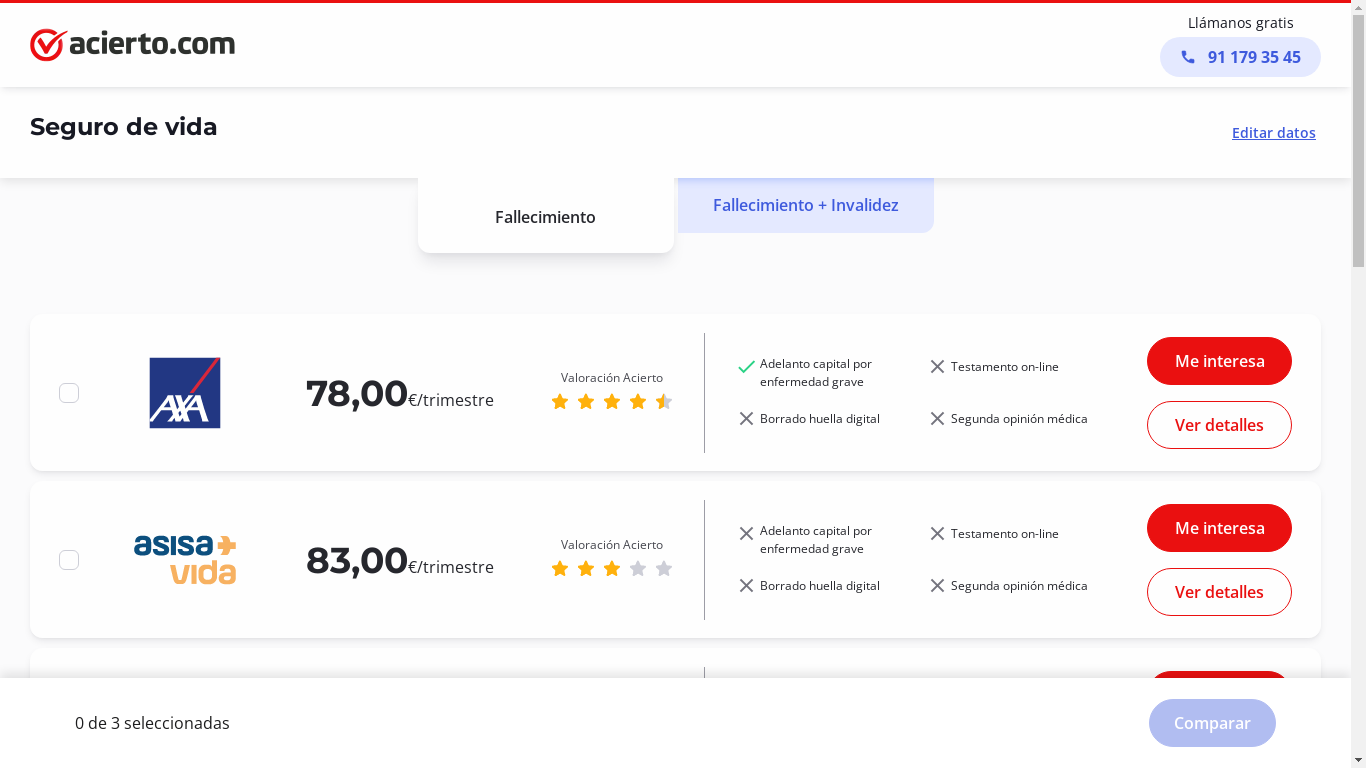 acierto.com
Llámanos gratis
91 179 35 45
Seguro de vida
Editar datos
Fallecimiento
Fallecimiento + Invalidez
AXA
78,00€/trimestre
Valoración Acierto
Adelanto capital por
enfermedad grave
Testamento on-line
Borrado huella digital
Segunda opinión médica
Me interesa
Ver detalles
asisa
vida
83,00€/trimestre
Valoración Acierto
Adelanto capital por
enfermedad grave
Testamento on-line
Borrado huella digital
Segunda opinión médica
Me interesa
Ver detalles
0 de 3 seleccionadas
Comparar